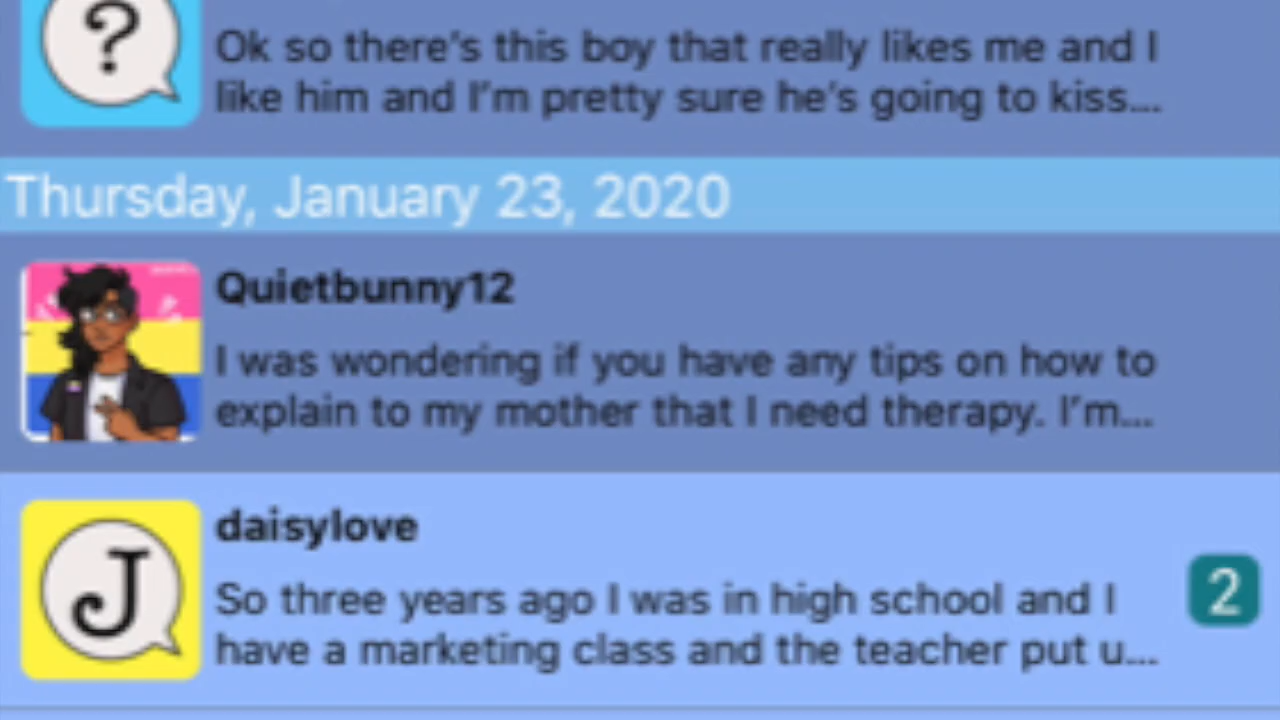 ?
Ok so there's this boy that really likes me and I
like him and I'm pretty sure he's going to kiss...
Thursday, January 23, 2020
Quietbunny12
I was wondering if you have any tips on how to
explain to my mother that I need therapy. I'm...
J
daisylove
So three years ago I was in high school and I
have a marketing class and the teacher put u...
2